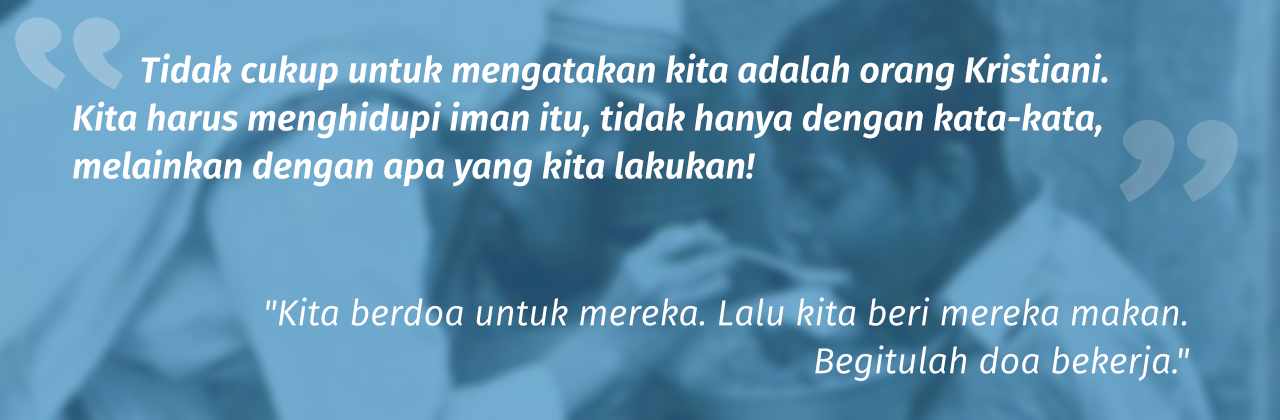 Tidak cukup untuk mengatakan kita adalah orang Kristiani.
Kita harus menghidupi iman itu, tidak hanya dengan kata-kata,
melainkan dengan apa yang kita lakukan!
"Kita berdoa untuk mereka. Lalu kita beri mereka makan.
Begitulah doa bekerja."